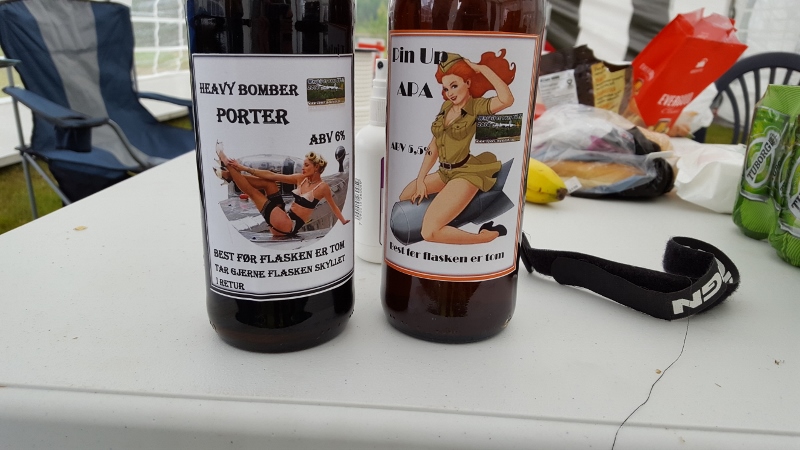 HEAVY BOMBER
PORTER
ABV 6%
BEST FØR FLASKEN ER TOM
TAR GJERNE FLASKEN SKYLLET
I RETUR
Pin Up
APA
ABV 5,5%
Best før flasken er tom
TUBORG